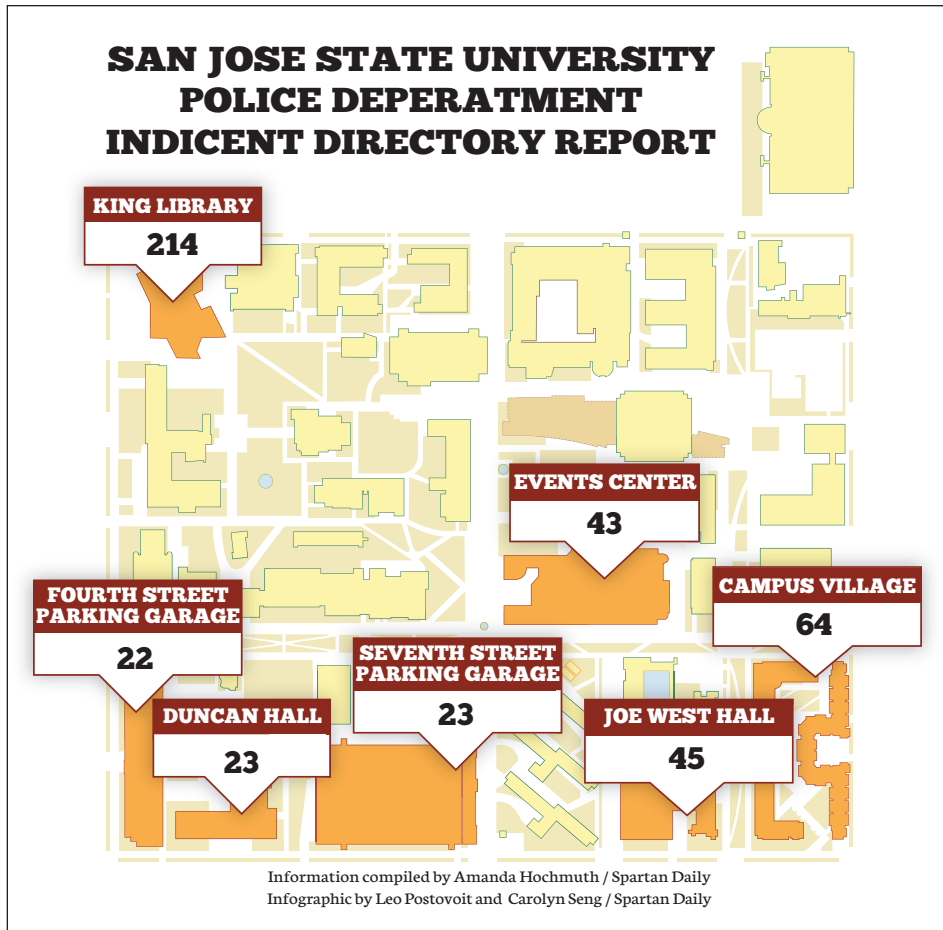 SAN JOSE STATE UNIVERSITY
POLICE DEPERATMENT
INDICENT DIRECTORY REPORT
KING LIBRARY
214
EVENTS CENTER
43
CAMPUS VILLAGE
64
FOURTH STREET
PARKING GARAGE
22
SEVENTH STREET
PARKING GARAGE
23
DUNCAN HALL
23
JOE WEST HALL
45
Information compiled by Amanda Hochmuth / Spartan Daily
Infographic by Leo Postovoit and Carolyn Seng / Spartan Daily